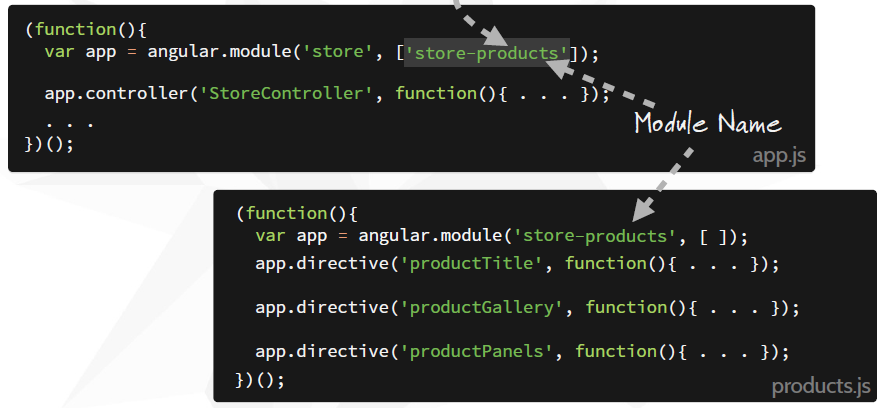 (function(){
var app = angular.module('store', ['store-products']);
app.controller('StoreController', function(){ . . . });
. . .
})();
Module Name
app.js
(function(){
var app = angular.module('store-products', [ ]);
app.directive('productTitle', function(){ . . . });
app.directive('productGallery', function(){ . . . });
app.directive('productPanels', function(){ . . . });
})();
products.js